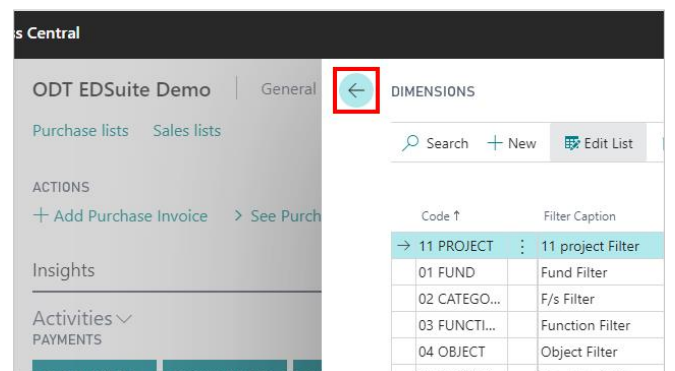 s Central
ODT EDSuite Demo General
Purchase lists Sales lists
ACTIONS
+ Add Purchase Invoice > See Purch
Insights
Activities
PAYMENTS
DIMENSIONS
Search + New Edit List
Code ↑ Filter Caption
→ 11 PROJECT ⋮ 11 project Filter
01 FUND Fund Filter
02 CATEGO... F/s Filter
03 FUNCTI... Function Filter
04 OBJECT Object Filter